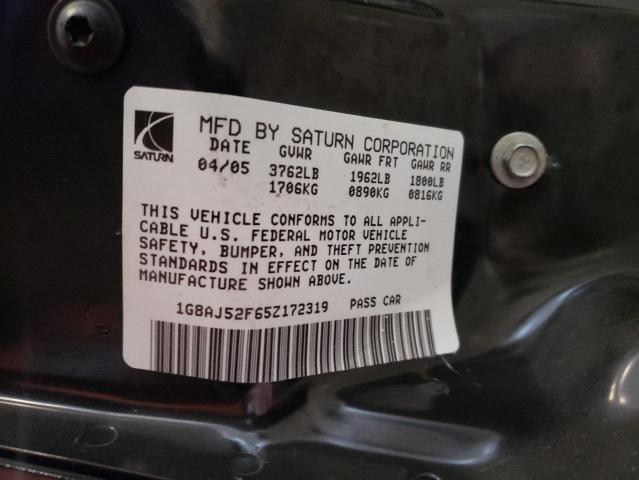 SATURN
MFD BY SATURN CORPORATION
DATE GVWR GAWR FRT GAWR RR
04/05 3762LB 1962LB 1800LB
1706KG 0890KG 0816KG
THIS VEHICLE CONFORMS TO ALL APPLI-
CABLE U.S. FEDERAL MOTOR VEHICLE
SAFETY, BUMPER, AND THEFT PREVENTION
STANDARDS IN EFFECT ON THE DATE OF
MANUFACTURE SHOWN ABOVE.
1G8AJ52F65Z172319 PASS CAR